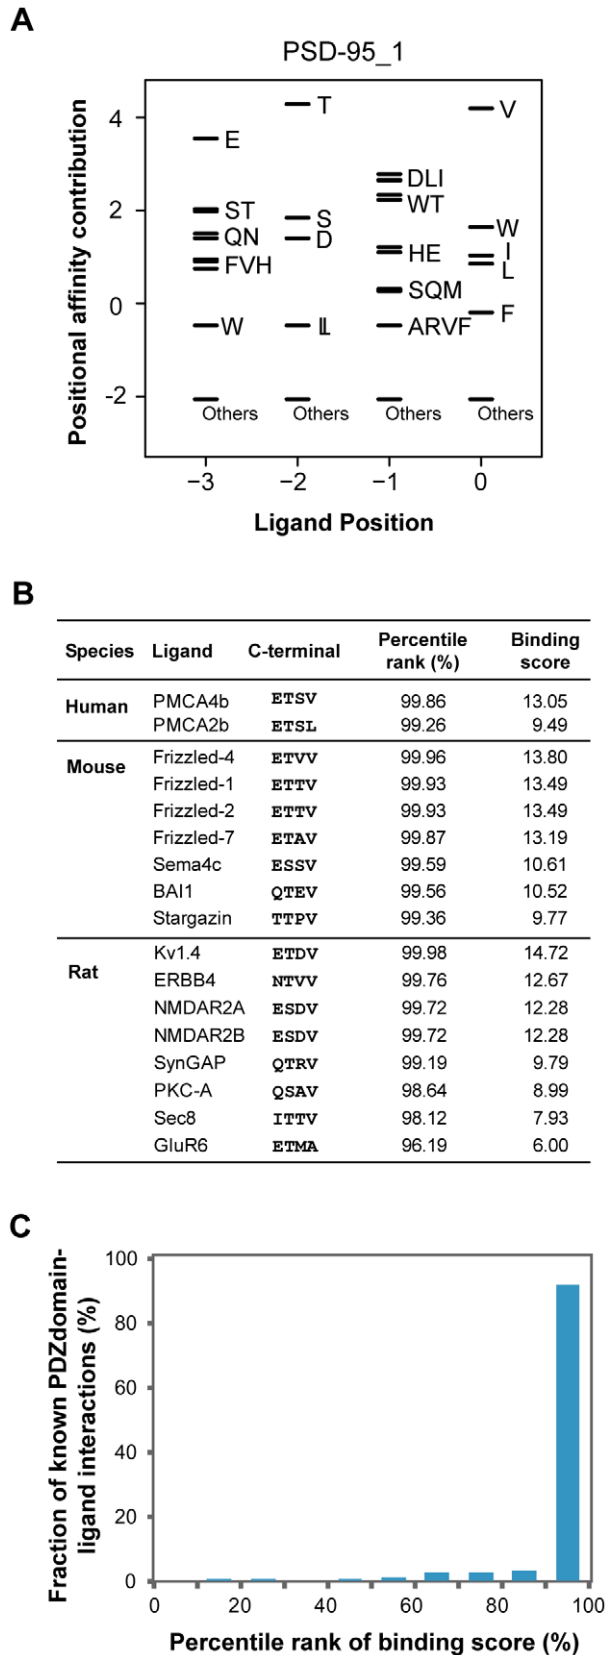 A
PSD-95_1
Positional affinity contribution
4
2
0
-2
E
ST
QN
FVH
W
Others
T
S
D
IL
Others
DLI
WT
HE
SQM
ARVF
Others
V
W
I
L
F
Others
−3 −2 −1 0
Ligand Position
B
Species Ligand C-terminal Percentile rank (%) Binding score
Human PMCA4b ETSV 99.86 13.05
PMCA2b ETSL 99.26 9.49
Mouse Frizzled-4 ETVV 99.96 13.80
Frizzled-1 ETTV 99.93 13.49
Frizzled-2 ETTV 99.93 13.49
Frizzled-7 ETAV 99.87 13.19
Sema4c ESSV 99.59 10.61
BAI1 QTEV 99.56 10.52
Stargazin TTPV 99.36 9.77
Rat Kv1.4 ETDV 99.98 14.72
ERBB4 NTVV 99.76 12.67
NMDAR2A ESDV 99.72 12.28
NMDAR2B ESDV 99.72 12.28
SynGAP QTRV 99.19 9.79
PKC-A QSAV 98.64 8.99
Sec8 ITTV 98.12 7.93
GluR6 ETMA 96.19 6.00
C
Fraction of known PDZdomain-
ligand interactions (%)
100
80
60
40
20
0
0 20 40 60 80 100
Percentile rank of binding score (%)